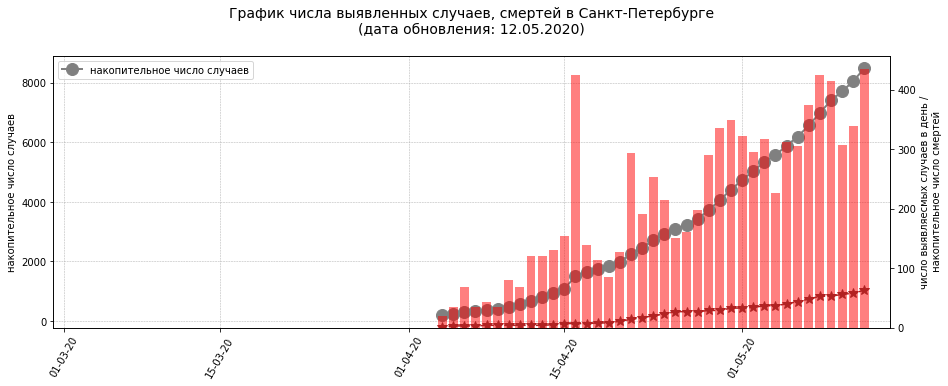 График числа выявленных случаев, смертей в Санкт-Петербурге
(дата обновления: 12.05.2020)
накопительное число случаев
накопительное число случаев
8000
6000
4000
2000
0
400
300
200
100
0
число выявляесмых случаев в день /
накопительное число смертей
01-03-20
15-03-20
01-04-20
15-04-20
01-05-20